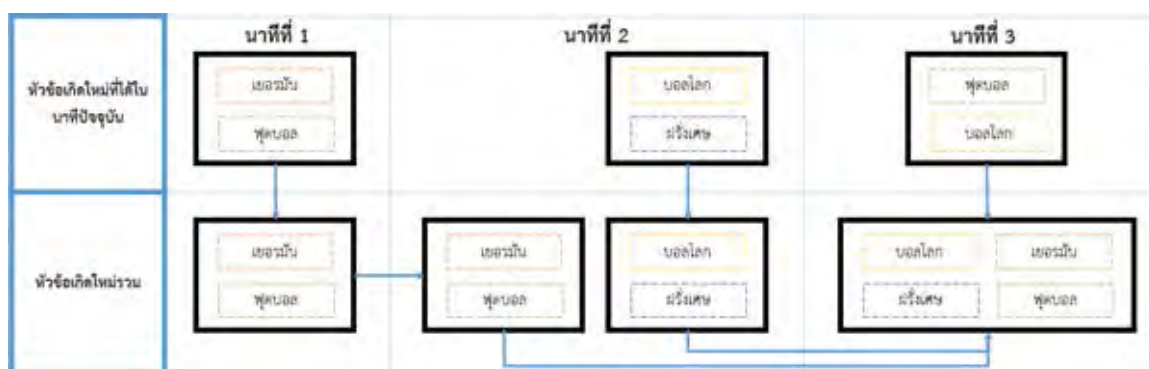 นาทีที่ 1
นาทีที่ 2
นาทีที่ 3
หัวข้อเกิดใหม่ที่ได้ใน
นาทีปัจจุบัน
เยอรมัน
ฟุตบอล
บอลโลก
ฝรั่งเศษ
ฟุตบอล
บอลโลก
หัวข้อเกิดใหม่รวม
เยอรมัน
ฟุตบอล
เยอรมัน
ฟุตบอล
บอลโลก
ฝรั่งเศษ
บอลโลก
เยอรมัน
ฝรั่งเศษ
ฟุตบอล